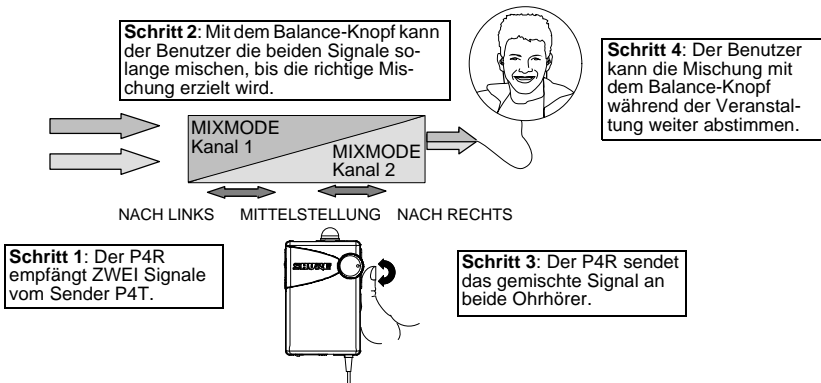 Schritt 2: Mit dem Balance-Knopf kann
der Benutzer die beiden Signale so-
lange mischen, bis die richtige Mis-
chung erzielt wird.
Schritt 4: Der Benutzer
kann die Mischung mit
dem Balance-Knopf
während der Veranstal-
tung weiter abstimmen.
MIXMODE
Kanal 1
MIXMODE
Kanal 2
NACH LINKS MITTELSTELLUNG NACH RECHTS
Schritt 1: Der P4R
empfängt ZWEI Signale
vom Sender P4T.
SHURE
Schritt 3: Der P4R sendet
das gemischte Signal an
beide Ohrhörer.